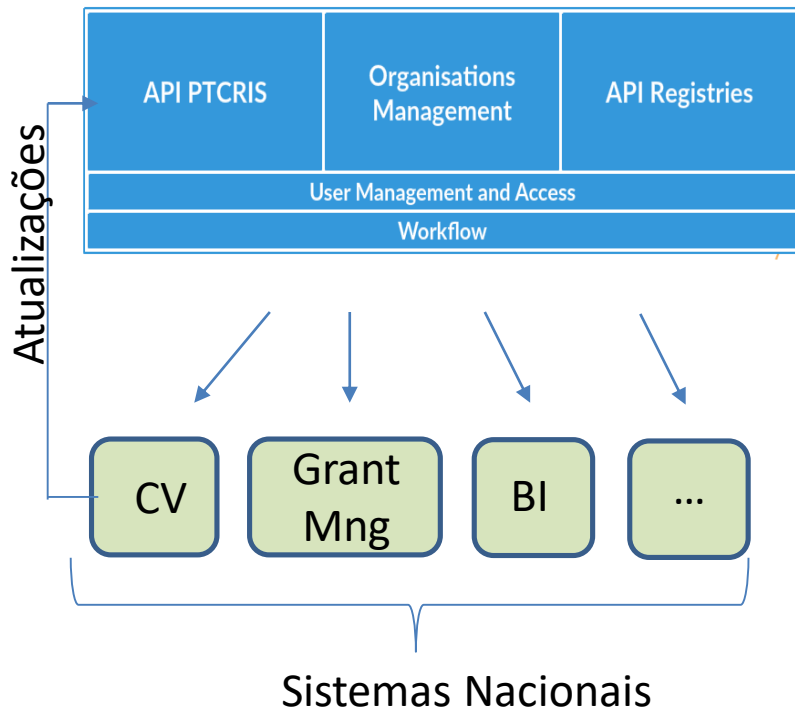 API PTCRIS
Organisations
Management
API Registries
User Management and Access
Workflow
Atualizações
CV
Grant
Mng
BI
...
Sistemas Nacionais